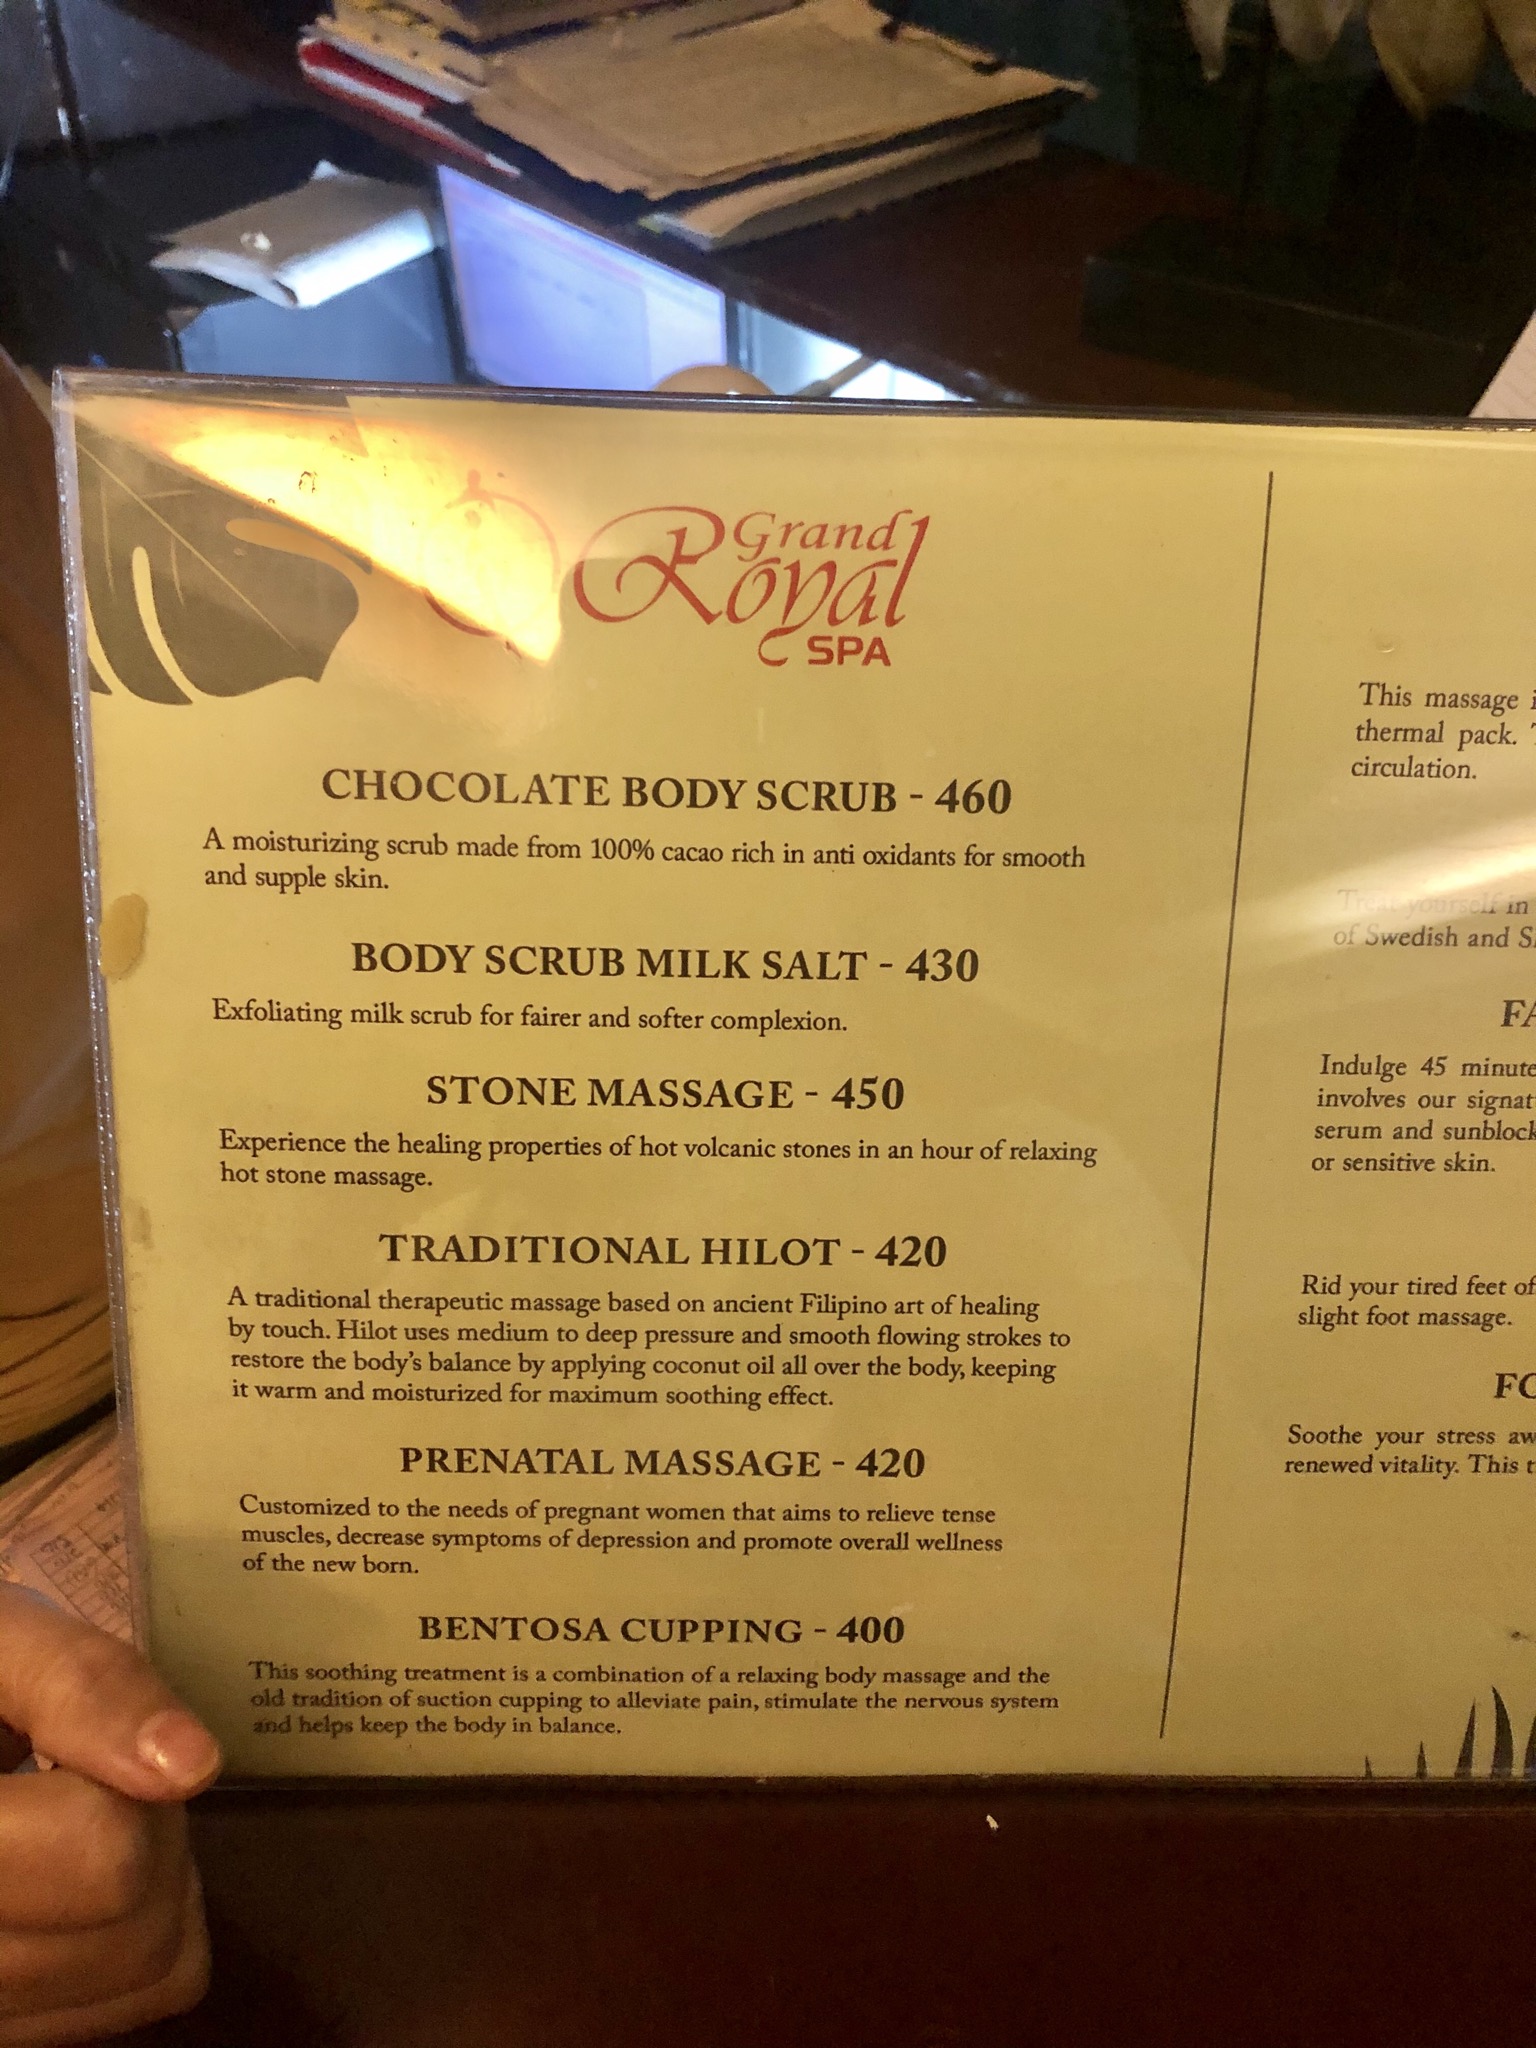 Grand
Royal
SPA
CHOCOLATE BODY SCRUB - 460
A moisturizing scrub made from 100% cacao rich in anti oxidants for smooth
and supple skin.
BODY SCRUB MILK SALT - 430
Exfoliating milk scrub for fairer and softer complexion.
STONE MASSAGE - 450
Experience the healing properties of hot volcanic stones in an hour of relaxing
hot stone massage.
TRADITIONAL HILOT - 420
A traditional therapeutic massage based on ancient Filipino art of healing
by touch. Hilot uses medium to deep pressure and smooth flowing strokes to
restore the body's balance by applying coconut oil all over the body, keeping
it warm and moisturized for maximum soothing effect.
PRENATAL MASSAGE - 420
Customized to the needs of pregnant women that aims to relieve tense
muscles, decrease symptoms of depression and promote overall wellness
of the new born.
BENTOSA CUPPING - 400
This soothing treatment is a combination of a relaxing body massage and the
old tradition of suction cupping to alleviate pain, stimulate the nervous system
and helps keep the body in balance.
This massage
thermal pack.
circulation.
Treat yourself in
of Swedish and
Indulge 45
involves our
serum and sunblock
or sensitive skin.
Rid your tired feet of
slight foot massage.
Soothe your stress
renewed vitality. This